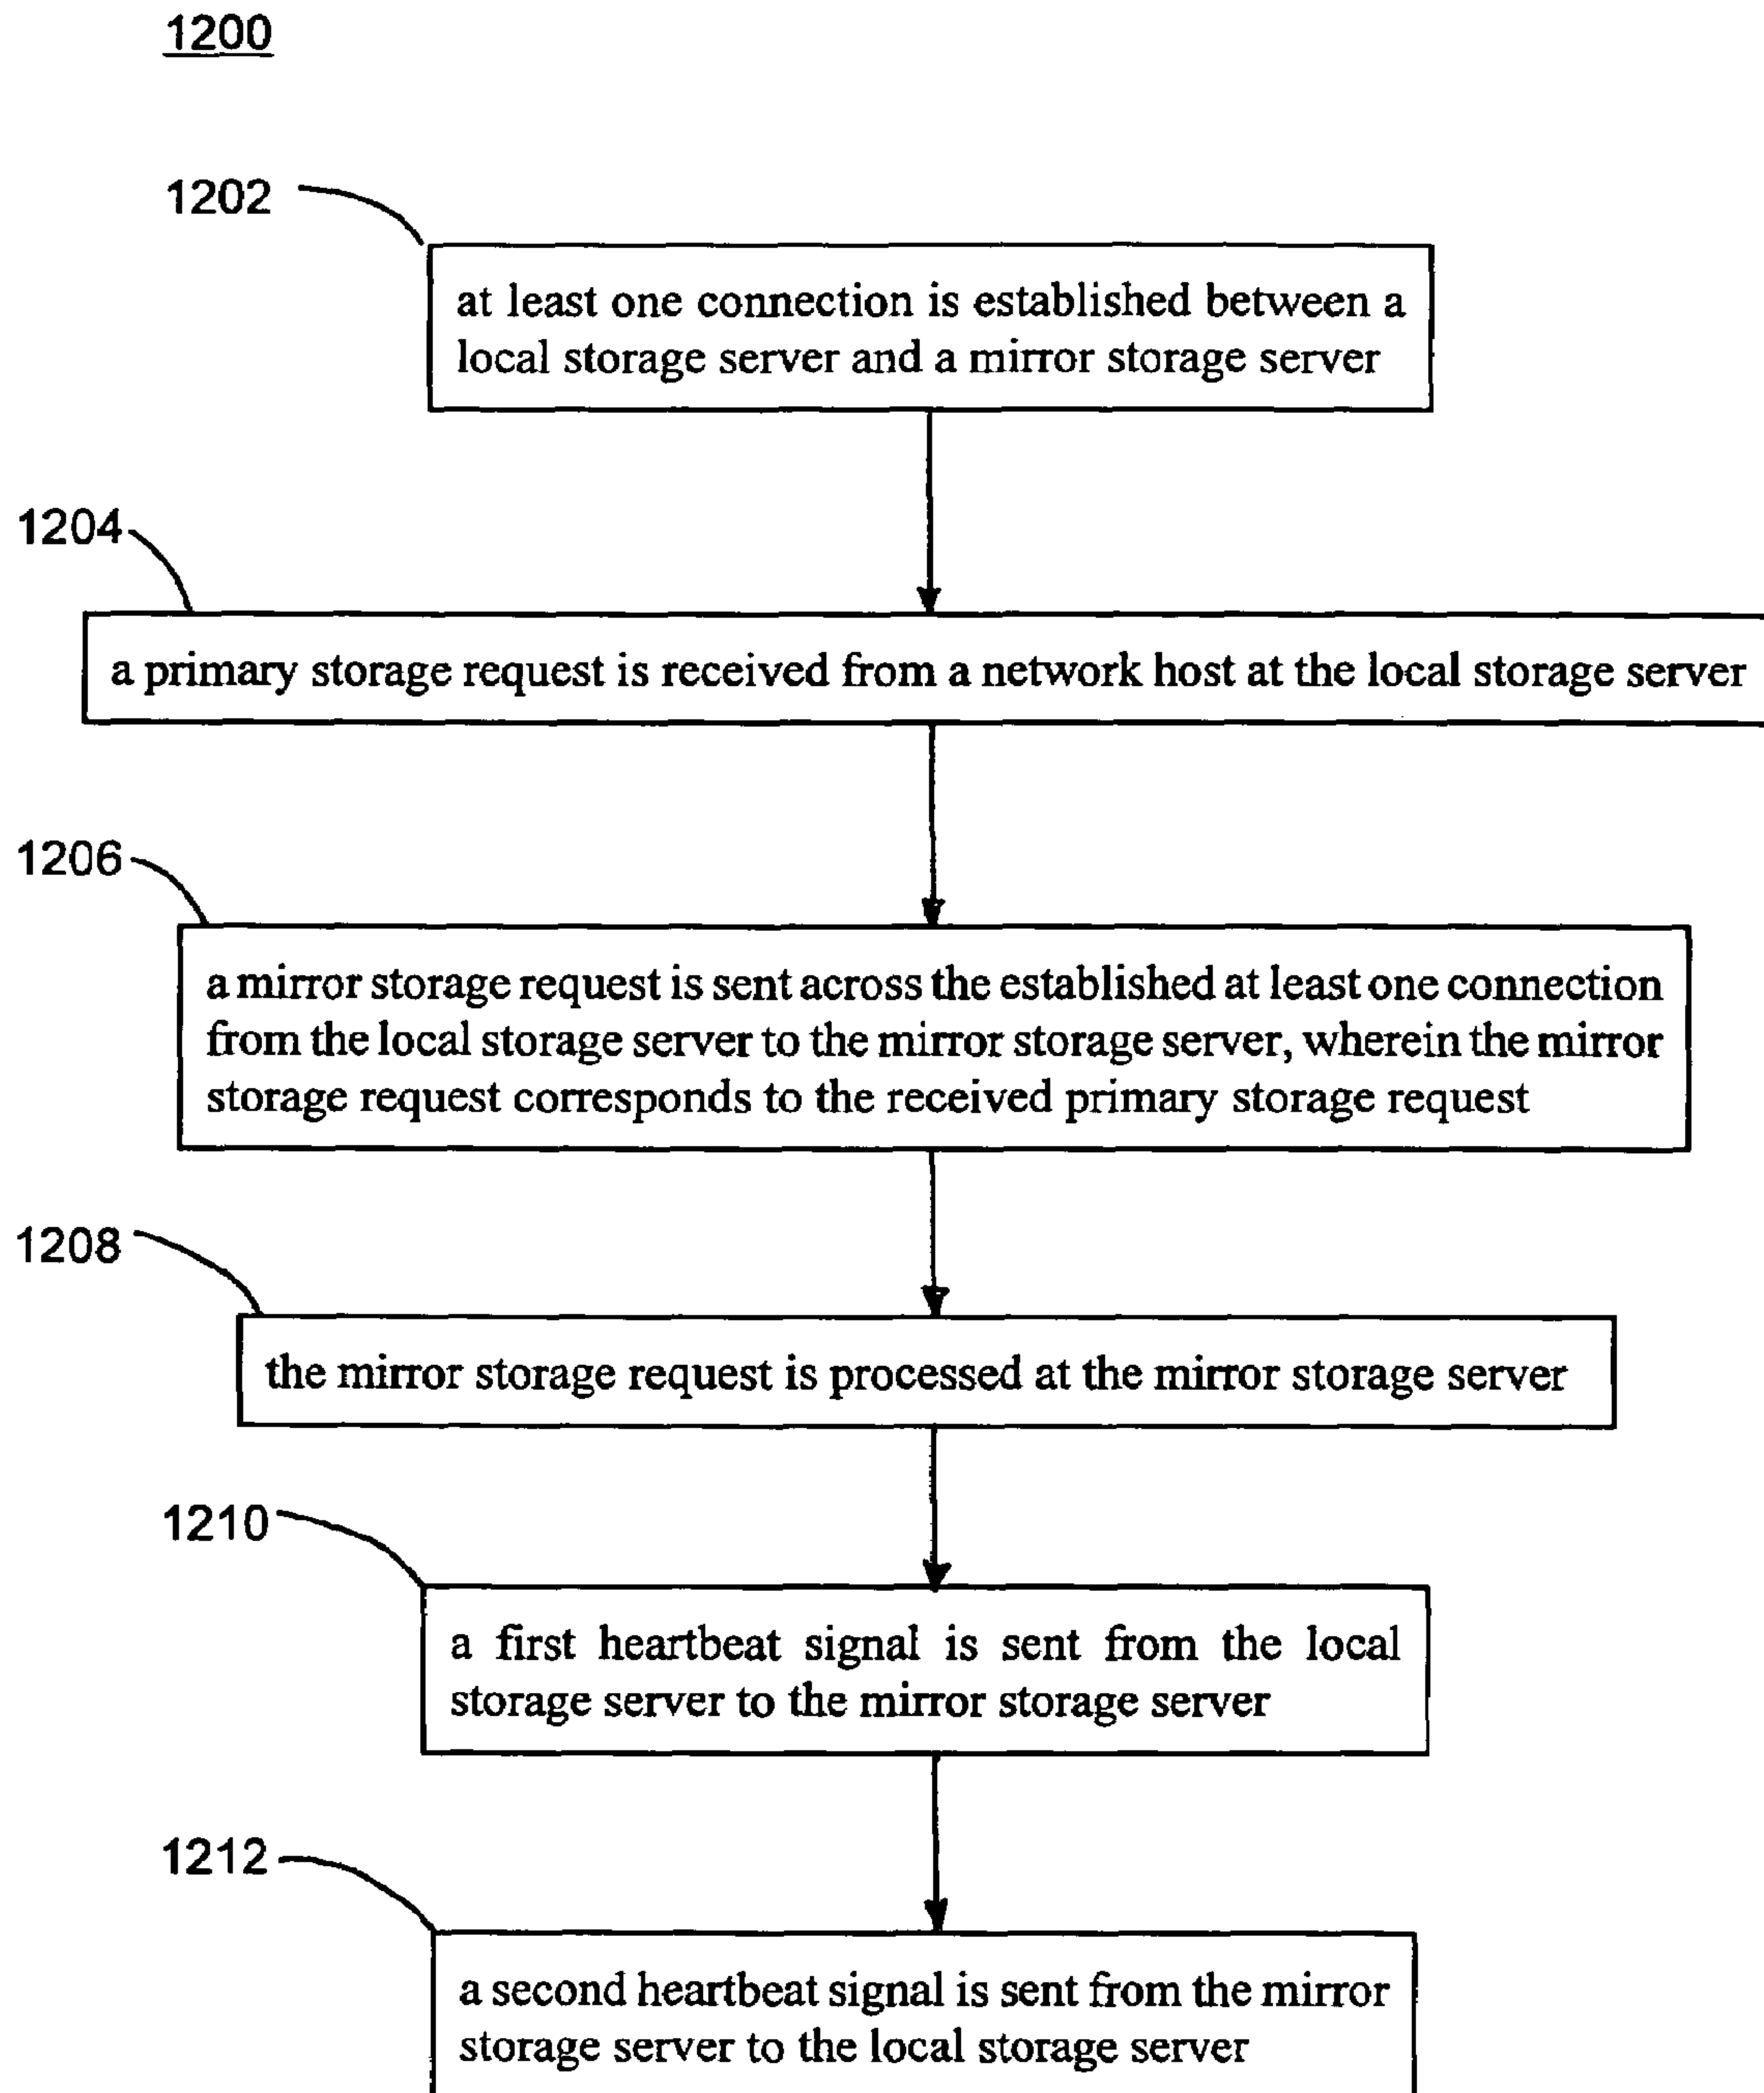 1200
1202
at least one connection is established between a
local storage server and a mirror storage server
1204
a primary storage request is received from a network host at the local storage server
1206
a mirror storage request is sent across the established at least one connection
from the local storage server to the mirror storage server, wherein the mirror
storage request corresponds to the received primary storage request
1208
the mirror storage request is processed at the mirror storage server
1210
a first heartbeat signal is sent from the local
storage server to the mirror storage server
1212
a second heartbeat signal is sent from the mirror
storage server to the local storage server